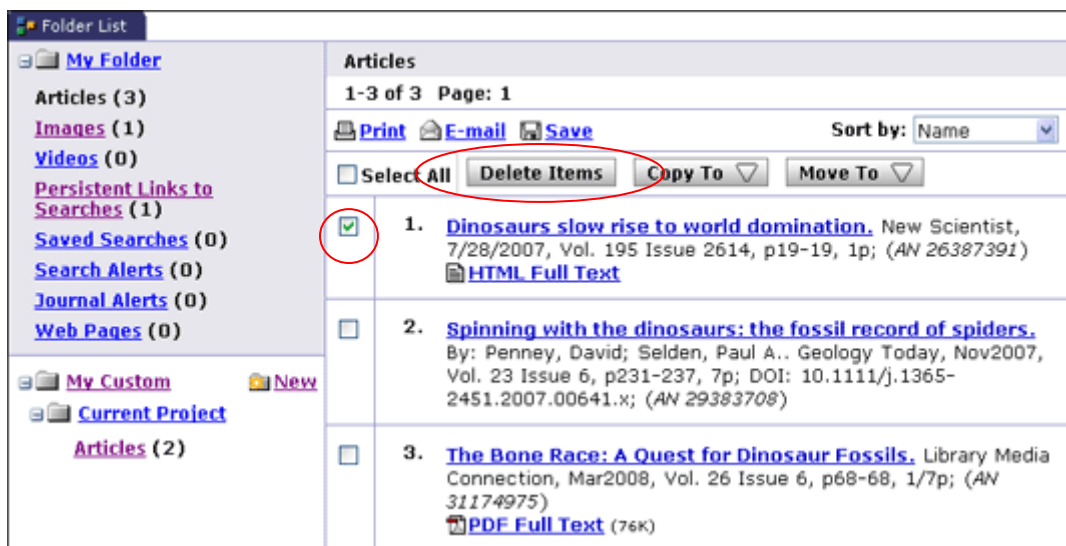 Folder List
My Folder
Articles (3)
Images (1)
Videos (0)
Persistent Links to
Searches (1)
Saved Searches (0)
Search Alerts (0)
Journal Alerts (0)
Web Pages (0)
My Custom New
Current Project
Articles (2)
Articles
1-3 of 3 Page: 1
Print E-mail Save Sort by: Name
Select All Delete Items Copy To Move To
1. Dinosaurs slow rise to world domination. New Scientist,
7/28/2007, Vol. 195 Issue 2614, p19-19, 1p; (AN 26387391)
HTML Full Text
2. Spinning with the dinosaurs: the fossil record of spiders.
By: Penney, David; Selden, Paul A.. Geology Today, Nov2007,
Vol. 23 Issue 6, p231-237, 7p; DOI: 10.1111/j.1365-
2451.2007.00641.x; (AN 29383708)
3. The Bone Race: A Quest for Dinosaur Fossils. Library Media
Connection, Mar2008, Vol. 26 Issue 6, p68-68, 1/7p; (AN
31174975)
PDF Full Text (76K)